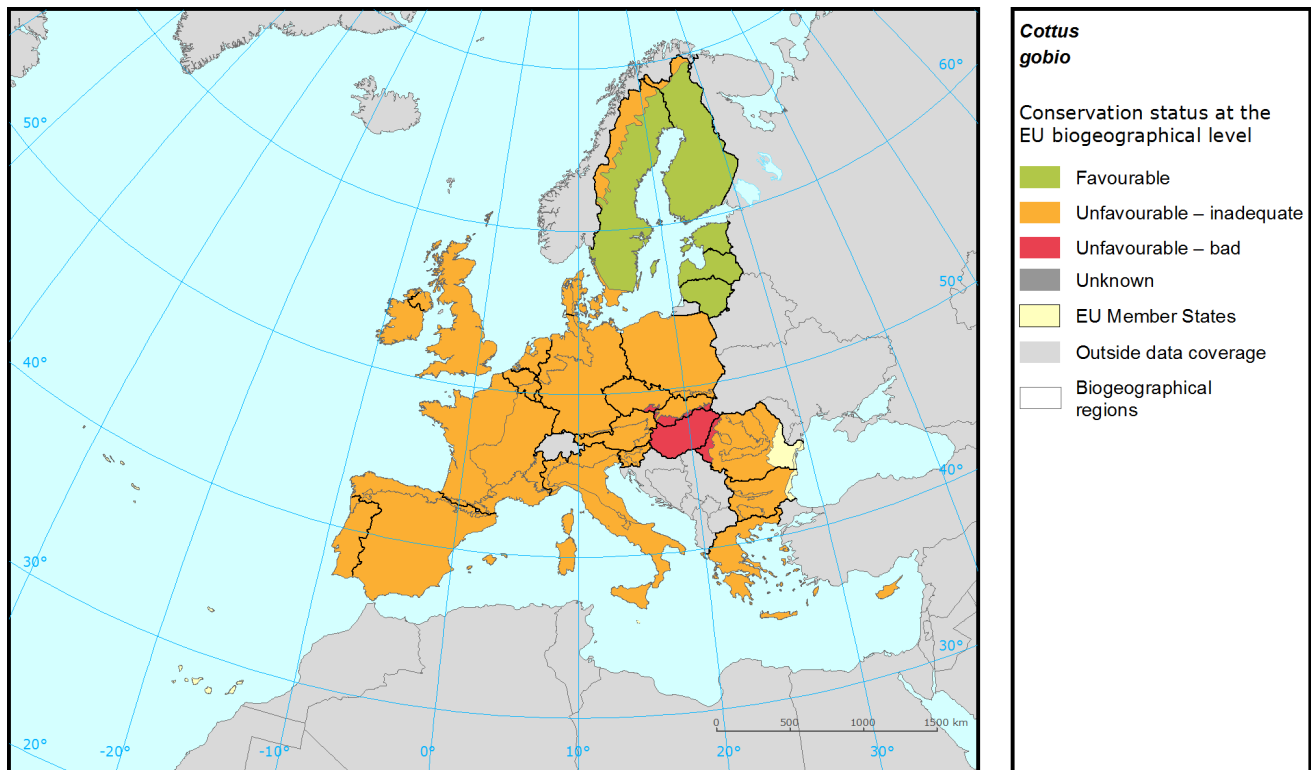 60°
50°
50°
40°
40°
30°
30°
20°
-20°
-10°
0°
10°
20°
30°
0
500
1000
1500 km
Cottus
gobio
Conservation status at the
EU biogeographical level
Favourable
Unfavourable – inadequate
Unfavourable – bad
Unknown
EU Member States
Outside data coverage
Biogeographical
regions